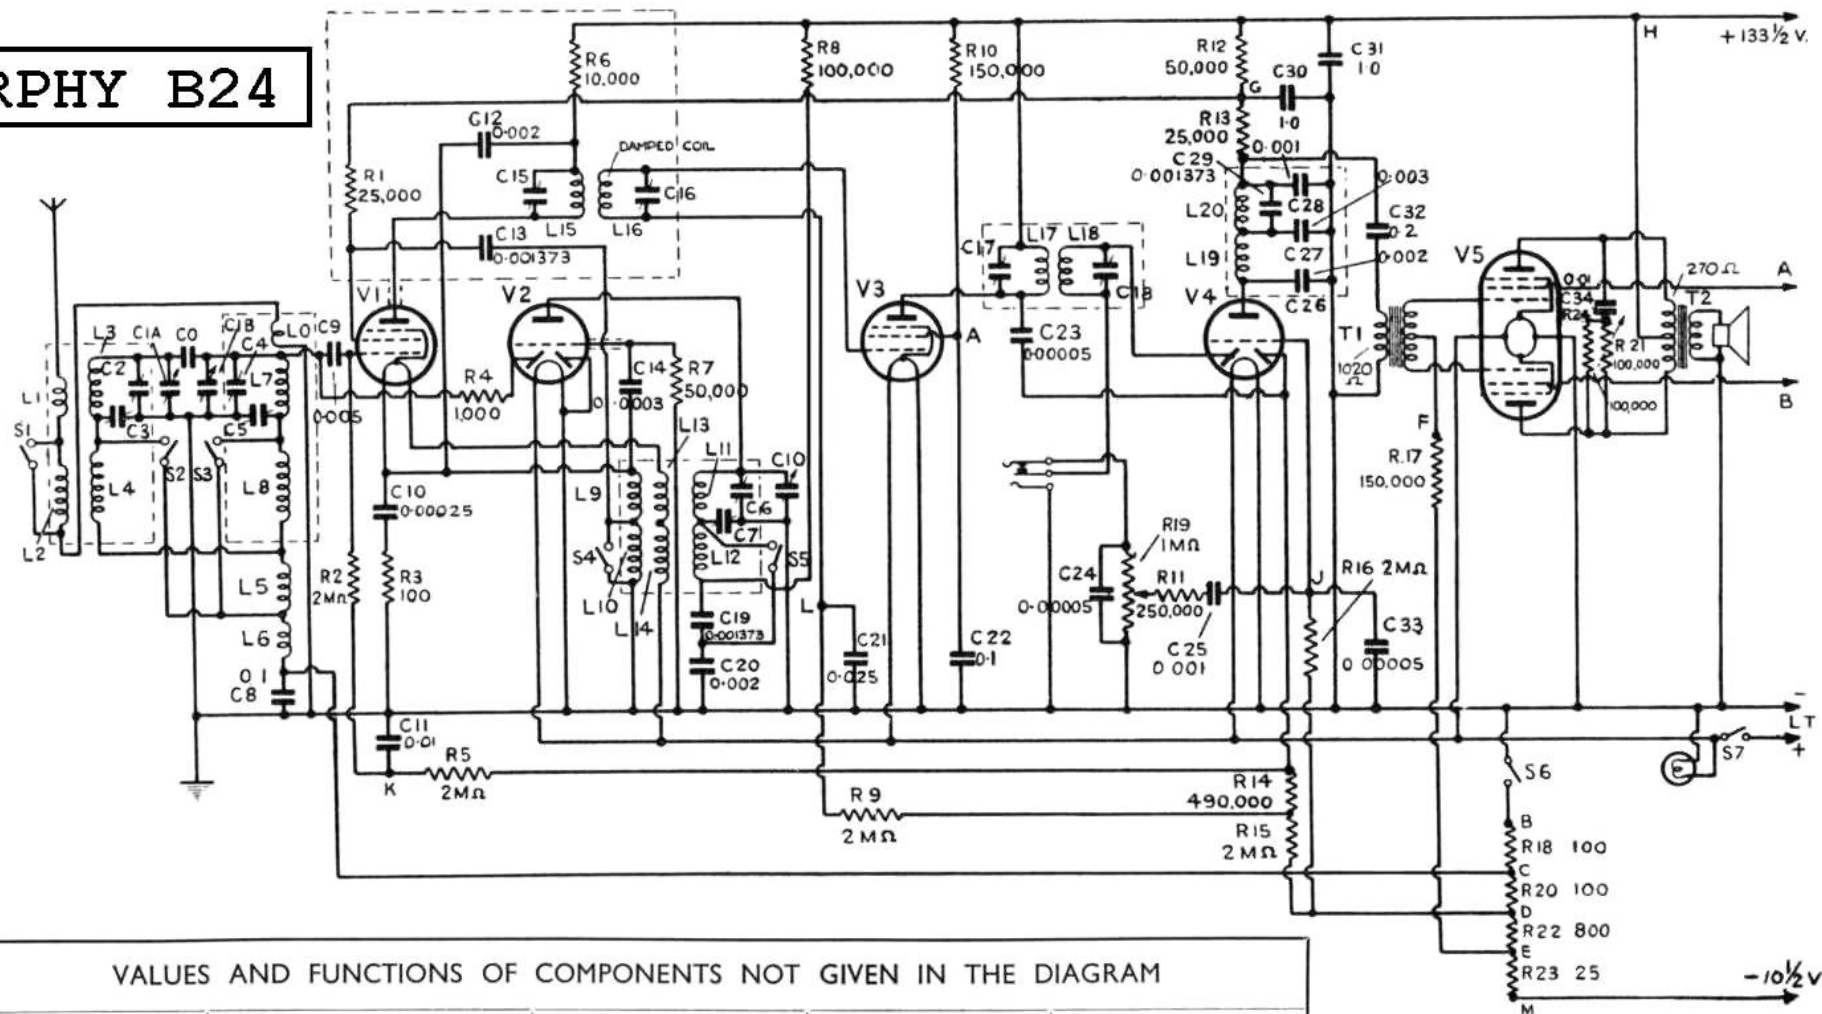 RPHY B24
R6
10,000
R8
100,000
R10
150,000
R12
50,000
C31
1.0
H
+133½ V.
G
C30
1.0
C12
0.002
R13
25,000
DAMPED COIL
C29
0.001373
0.001
0.003
R1
25,000
C15
C16
L15
L16
L20
C28
C32
0.2
C13
0.001373
C17
L17
L18
C18
L19
C27
0.002
C26
V1
V2
V3
V4
V5
0.01
C34
270Ω
T2
A
C23
0.00005
A
T1
1020
Ω
R24
R21
100,000
100,000
B
L3
C1A
C0
C1B
C4
L0
C9
0.005
C2
L7
L1
S1
C3
C5
S2
S3
L4
L8
L2
R4
1,000
C14
0.0003
R7
50,000
L13
L11
C10
L9
C6
C7
L12
S4
S5
L10
L14
C10
0.00025
F
R.17
150,000
R19
1MΩ
R2
2MΩ
R3
100
L5
L6
0.1
C8
L
C19
0.001373
C20
0.002
C21
0.025
C22
0.1
C24
0.00005
R11
250,000
C25
0.001
J
R16 2MΩ
C33
0.00005
C11
0.01
K
R5
2MΩ
R9
2MΩ
R14
490,000
R15
2MΩ
-
LT
+
S7
S6
B
R18 100
C
R20 100
D
R22 800
E
R23 25
M
-10½ V
VALUES AND FUNCTIONS OF COMPONENTS NOT GIVEN IN THE DIAGRAM